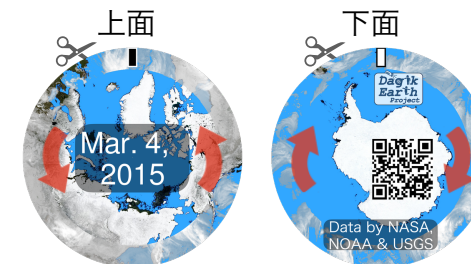 上面
下面
Dagik
Earth
Project
Mar. 4,
2015
Data by NASA,
NOAA & USGS